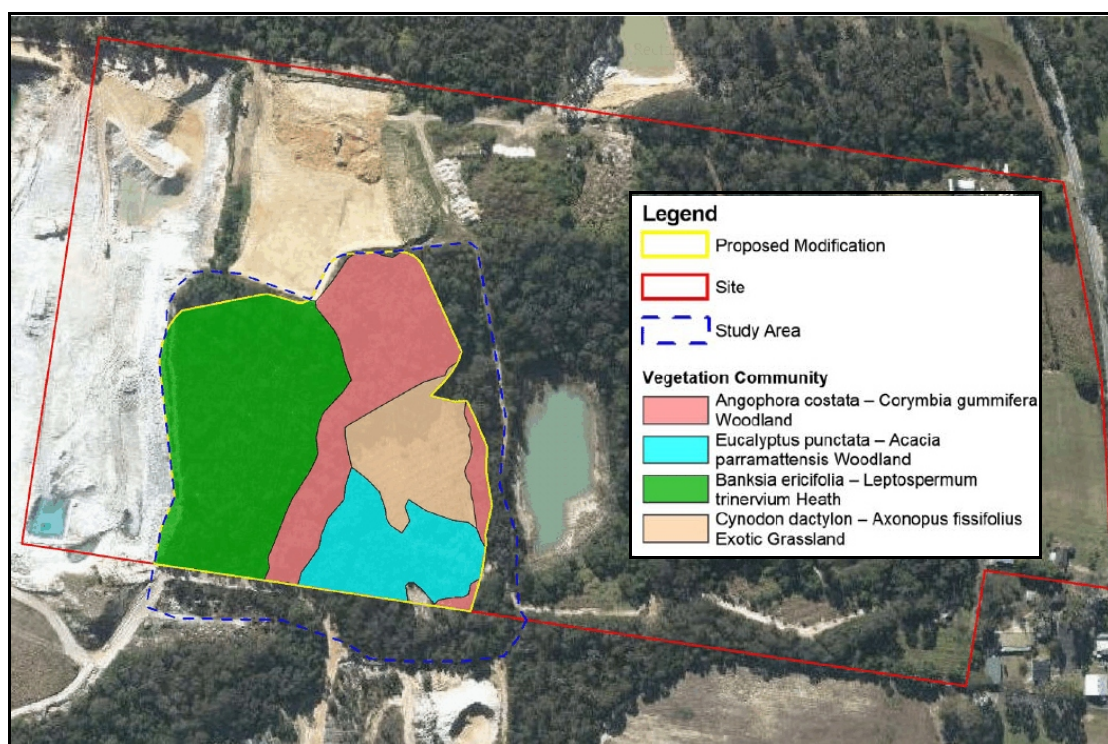 Legend
Proposed Modification
Site
Study Area
Vegetation Community
Angophora costata – Corymbia gummifera
Woodland
Eucalyptus punctata – Acacia
parramattensis Woodland
Banksia ericifolia – Leptospermum
trinervium Heath
Cynodon dactylon – Axonopus fissifolius
Exotic Grassland